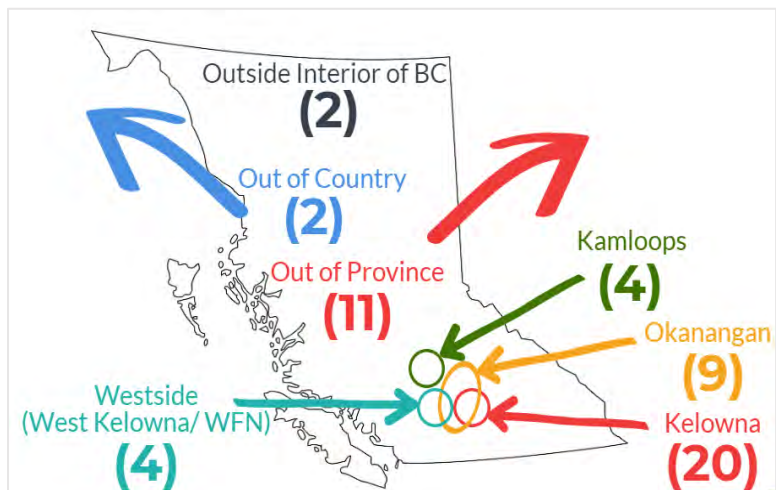 Outside Interior of BC
(2)
Out of Country
(2)
Out of Province
(11)
Kamloops
(4)
Okanangan
(9)
Westside
(West Kelowna/ WFN)
(4)
Kelowna
(20)